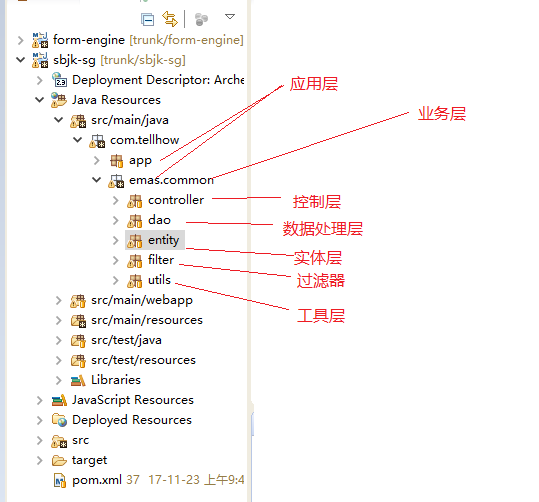 form-engine [trunk/form-engine]
sbjk-sg [trunk/sbjk-sg]
Deployment Descriptor: Arche
Java Resources
src/main/java
com.tellhow
app
emas.common
controller
dao
entity
filter
utils
src/main/webapp
src/main/resources
src/test/java
src/test/resources
Libraries
JavaScript Resources
Deployed Resources
src
target
pom.xml 37 17-11-23 上午9:4
应用层
业务层
控制层
数据处理层
实体层
过滤器
工具层